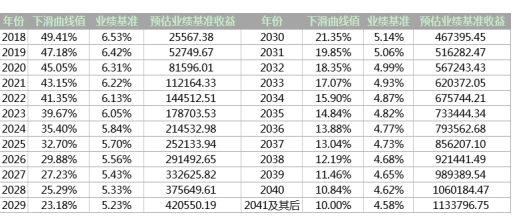 年份 下滑曲线值 业绩基准 预估业绩基准收益 年份 下滑曲线值 业绩基准 预估业绩基准收益
2018 49.41% 6.53% 25567.38 2030 21.35% 5.14% 467395.45
2019 47.18% 6.42% 52749.67 2031 19.85% 5.06% 516282.47
2020 45.05% 6.31% 81596.01 2032 18.35% 4.99% 567243.43
2021 43.15% 6.22% 112164.33 2033 17.07% 4.93% 620372.05
2022 41.35% 6.13% 144512.51 2034 15.90% 4.87% 675744.21
2023 39.67% 6.05% 178703.53 2035 14.84% 4.82% 733444.34
2024 35.40% 5.84% 214532.98 2036 13.88% 4.77% 793562.68
2025 32.70% 5.70% 252133.94 2037 13.04% 4.73% 856207.10
2026 29.88% 5.56% 291492.65 2038 12.19% 4.68% 921441.49
2027 27.23% 5.43% 332625.82 2039 11.46% 4.65% 989389.54
2028 25.29% 5.33% 375649.61 2040 10.84% 4.62% 1060184.47
2029 23.18% 5.23% 420550.19 2041及其后 10.00% 4.58% 1133796.75